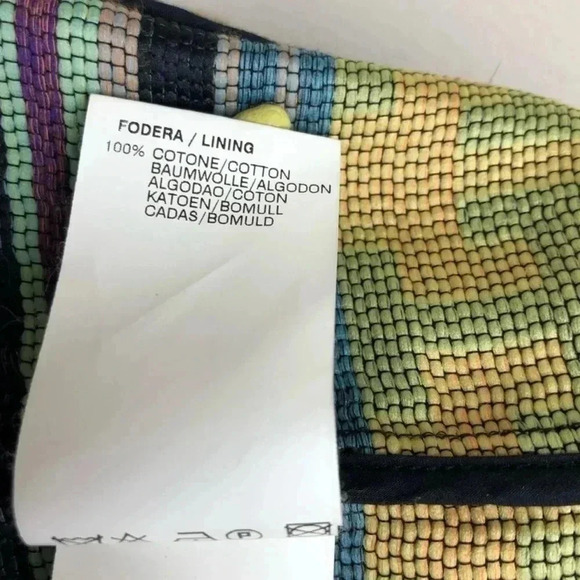 FODERA / LINING
100% COTONE/COTTON
BAUMWOLLE/ALGODON
ALGODAO/COTON
KATOEN/BOMULL
CADAS/BOMULD
P